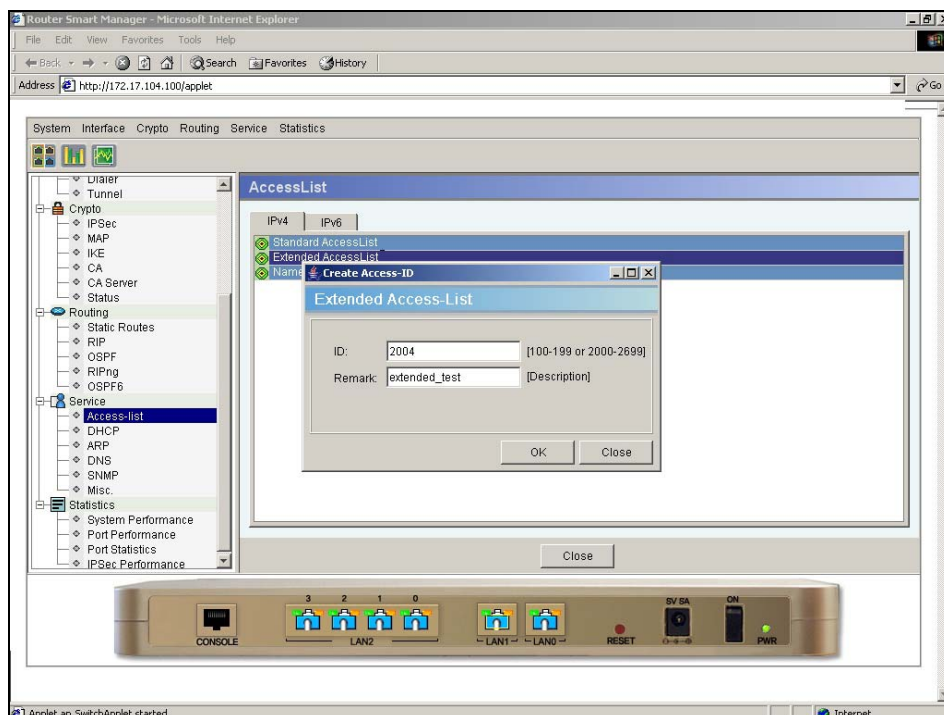 Router Smart Manager - Microsoft Internet Explorer
File Edit View Favorites Tools Help
Back Search Favorites History
Address http://172.17.104.100/applet Go
System Interface Crypto Routing Service Statistics
Dialer
Tunnel
Crypto
IPSec
MAP
IKE
CA
CA Server
Status
Routing
Static Routes
RIP
OSPF
RIPng
OSPF6
Service
Access-list
DHCP
ARP
DNS
SNMP
Misc.
Statistics
System Performance
Port Performance
Port Statistics
IPSec Performance
AccessList
IPv4 IPv6
Standard AccessList
Extended AccessList
Name
Create Access-ID
Extended Access-List
ID: 2004 [100-199 or 2000-2699]
Remark: extended_test [Description]
OK Close
Close
3 2 1 0 5V 5A ON
CONSOLE LAN2 LAN1 LAN0 RESET PWR
Applet an SwitchApplet started Internet